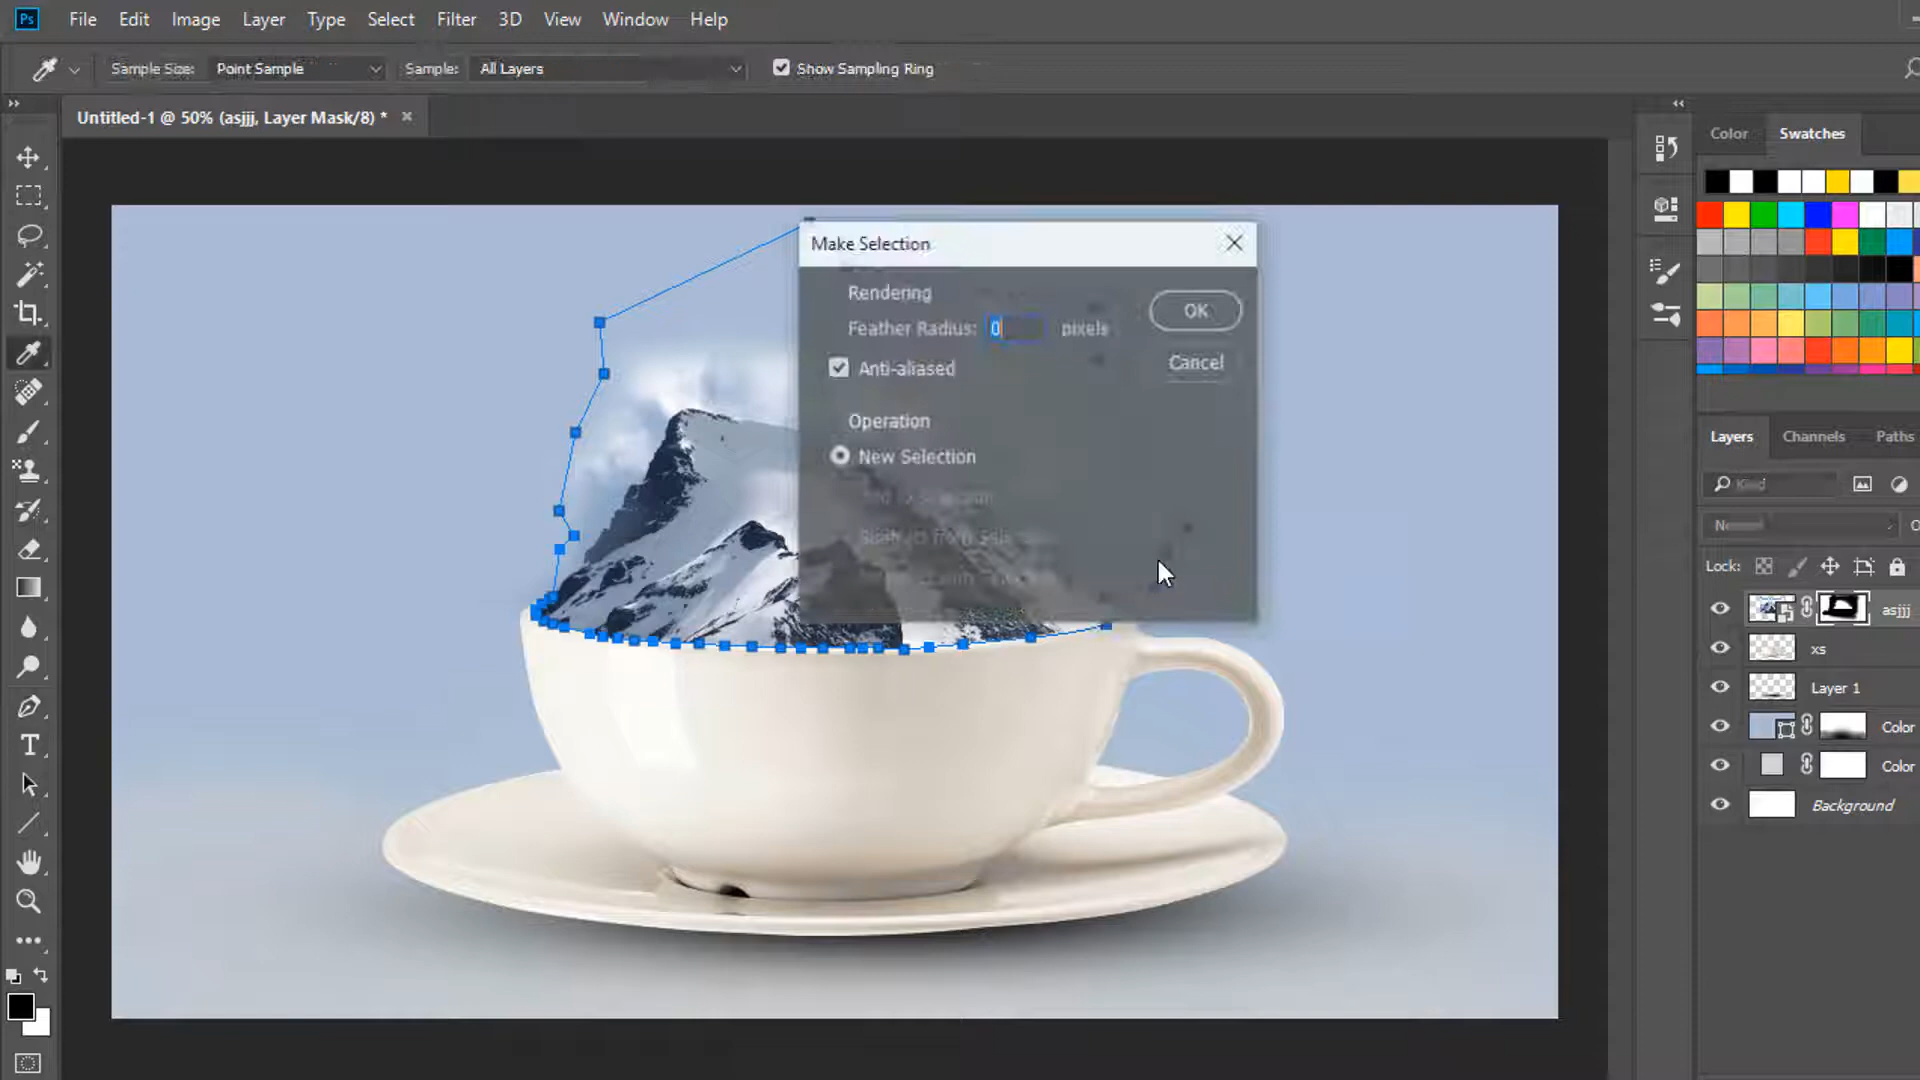 Ps File Edit Image Layer Type Select Filter 3D View Window Help
Sample Size: Point Sample Sample: All Layers Show Sampling Ring
Untitled-1 @ 50% (asjjj, Layer Mask/8) *
Color Swatches
Make Selection
Rendering
Feather Radius: 0 pixels
OK
Anti-aliased
Cancel
Operation
New Selection
Layers Channels Paths
Kind
Lock:
asjjj
xs
Layer 1
Color
Color
Background
T